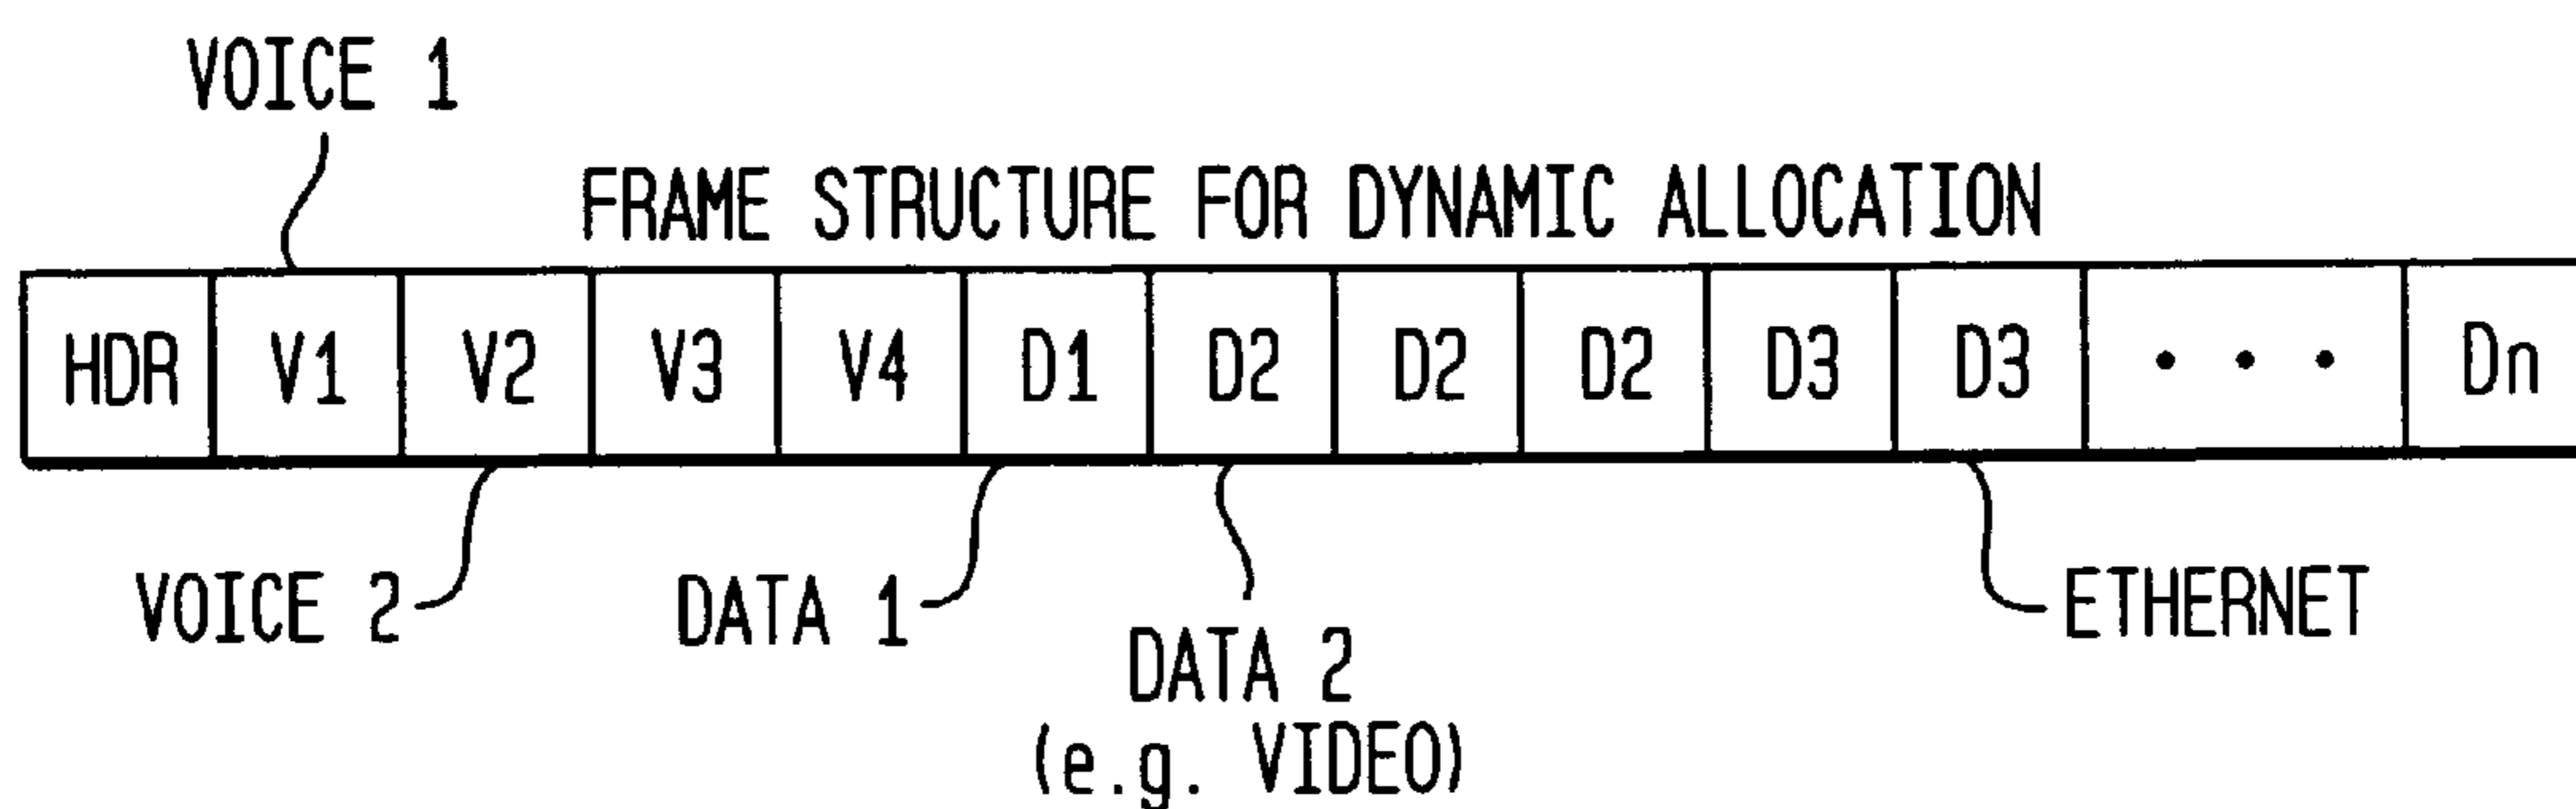 VOICE 1
FRAME STRUCTURE FOR DYNAMIC ALLOCATION
HDR V1 V2 V3 V4 D1 D2 D2 D2 D3 D3 • • • Dn
VOICE 2 DATA 1 ETHERNET
DATA 2
(e.g. VIDEO)